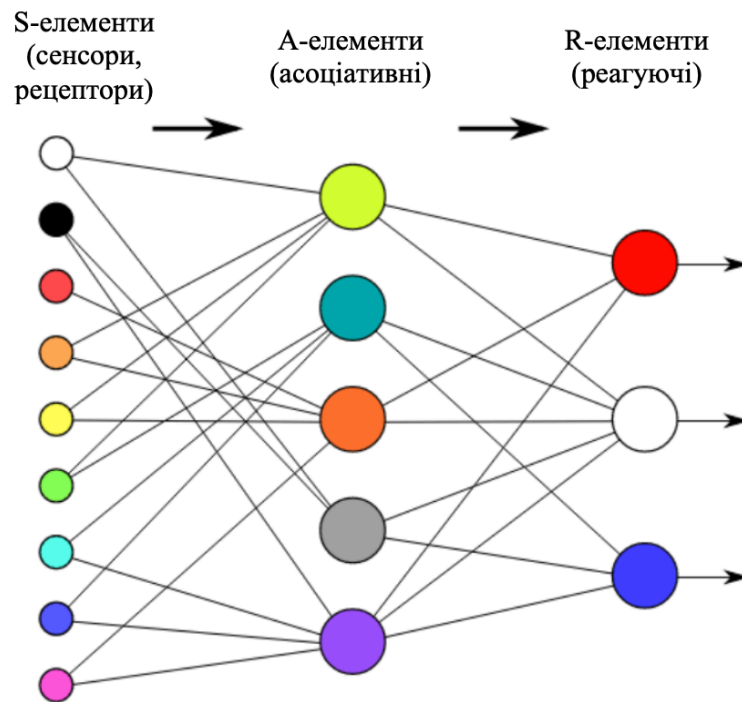 S-елементи
(сенсори,
рецептори)
А-елементи
(асоціативні)
R-елементи
(реагуючі)